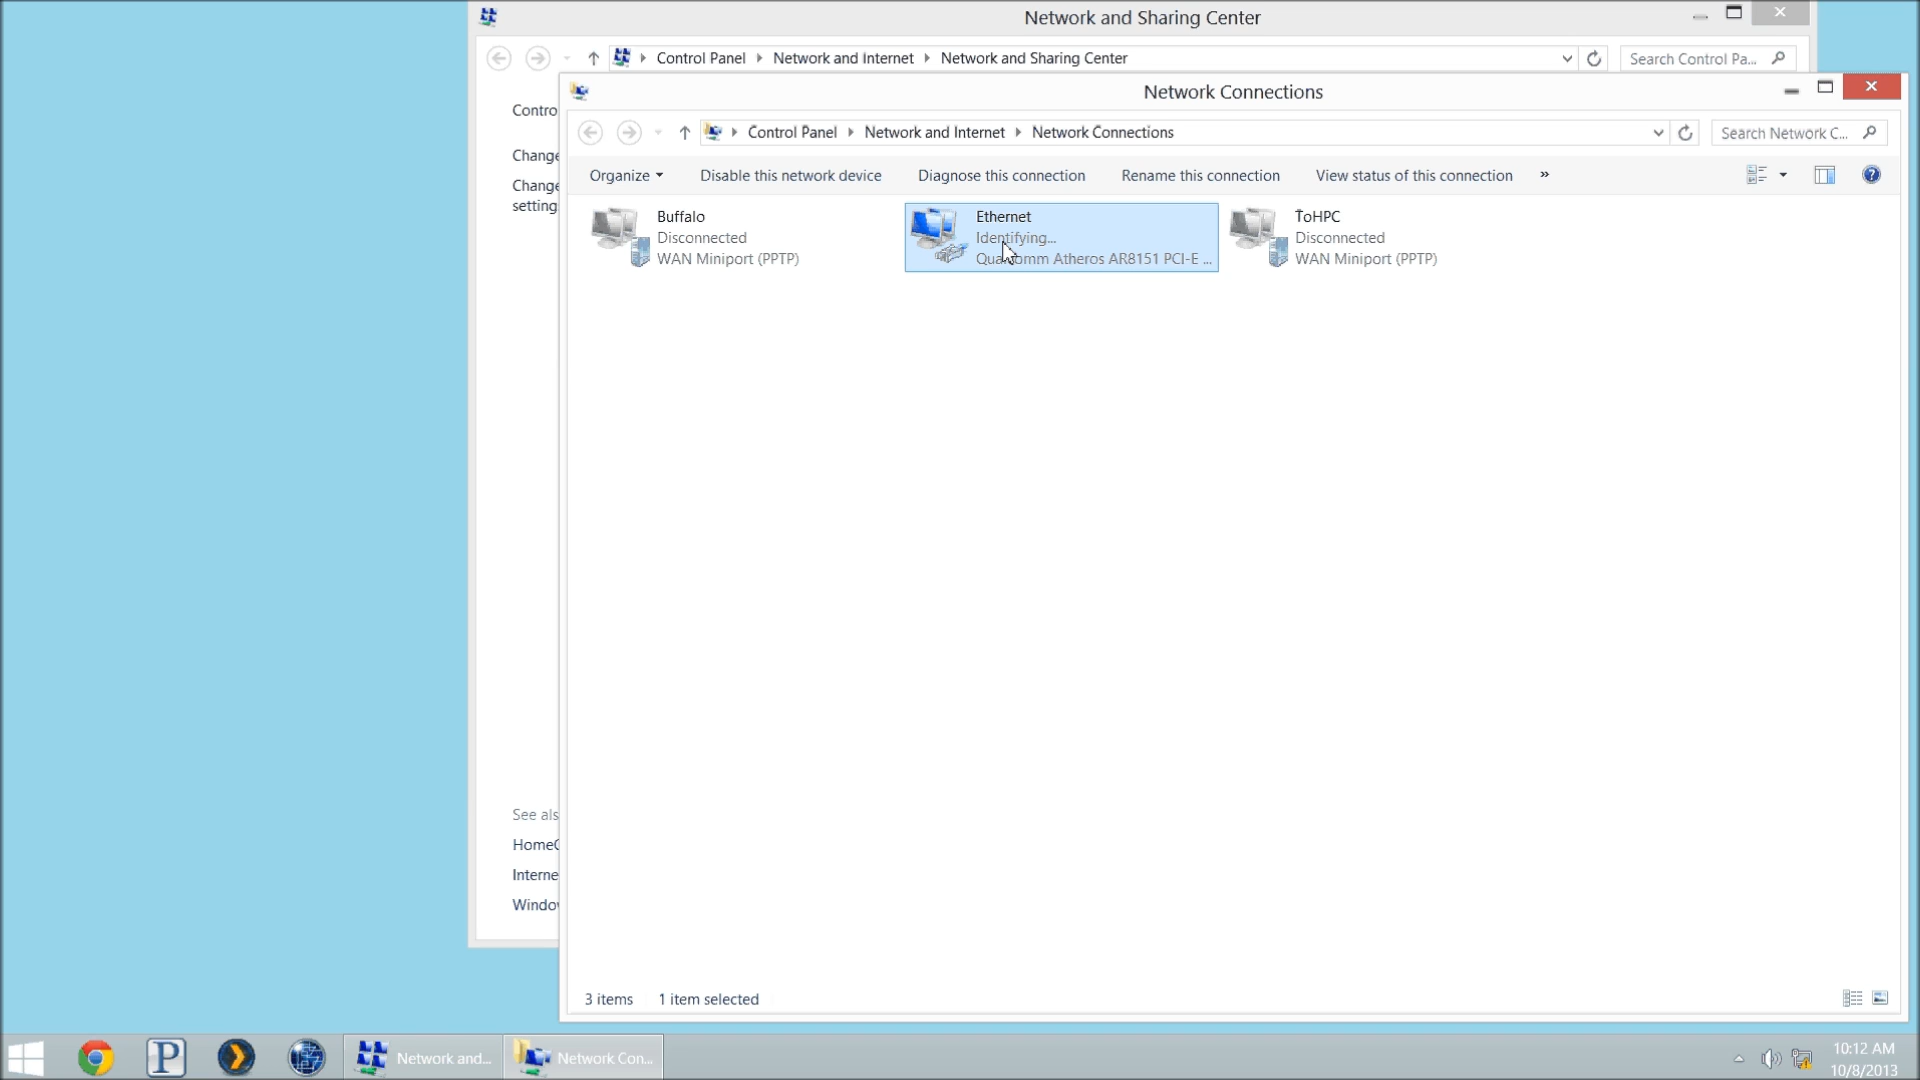 Network and Sharing Center
Control Panel Network and Internet Network and Sharing Center
Search Control Pa...
Network Connections
Contro
Control Panel Network and Internet Network Connections
Search Network C...
Change
Organize Disable this network device Diagnose this connection Rename this connection View status of this connection »
Change
setting
Buffalo
Disconnected
WAN Miniport (PPTP)
Ethernet
Identifying...
Qualcomm Atheros AR8151 PCI-E ...
ToHPC
Disconnected
WAN Miniport (PPTP)
See als
HomeG
Interne
Window
3 items 1 item selected
Network and...
Network Con...
10:12 AM
10/8/2013